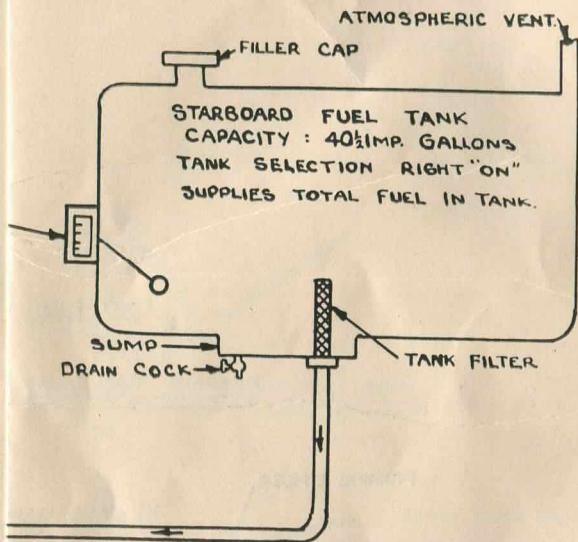 ATMOSPHERIC VENT.
FILLER CAP
STARBOARD FUEL TANK
CAPACITY : 40½ IMP. GALLONS
TANK SELECTION RIGHT "ON"
SUPPLIES TOTAL FUEL IN TANK.
SUMP
TANK FILTER
DRAIN COCK